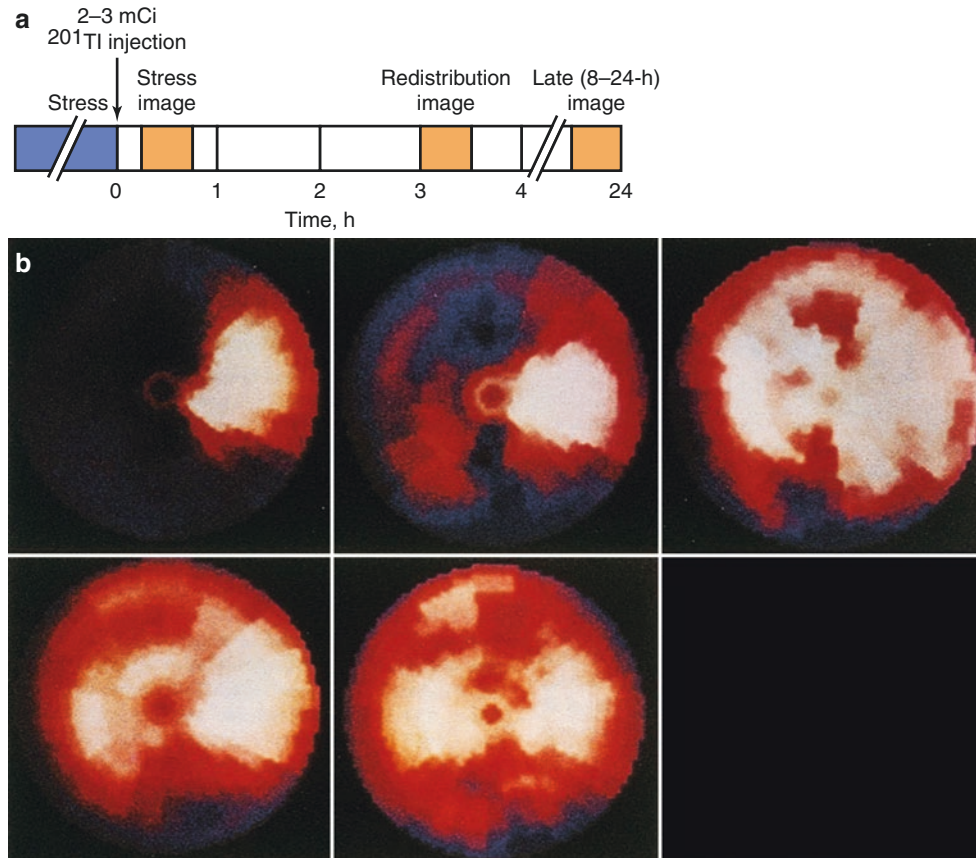 a
2–3 mCi
201TI injection
Stress
Stress
image
Redistribution
image
Late (8–24-h)
image
0 1 2 3 4 24
Time, h
b